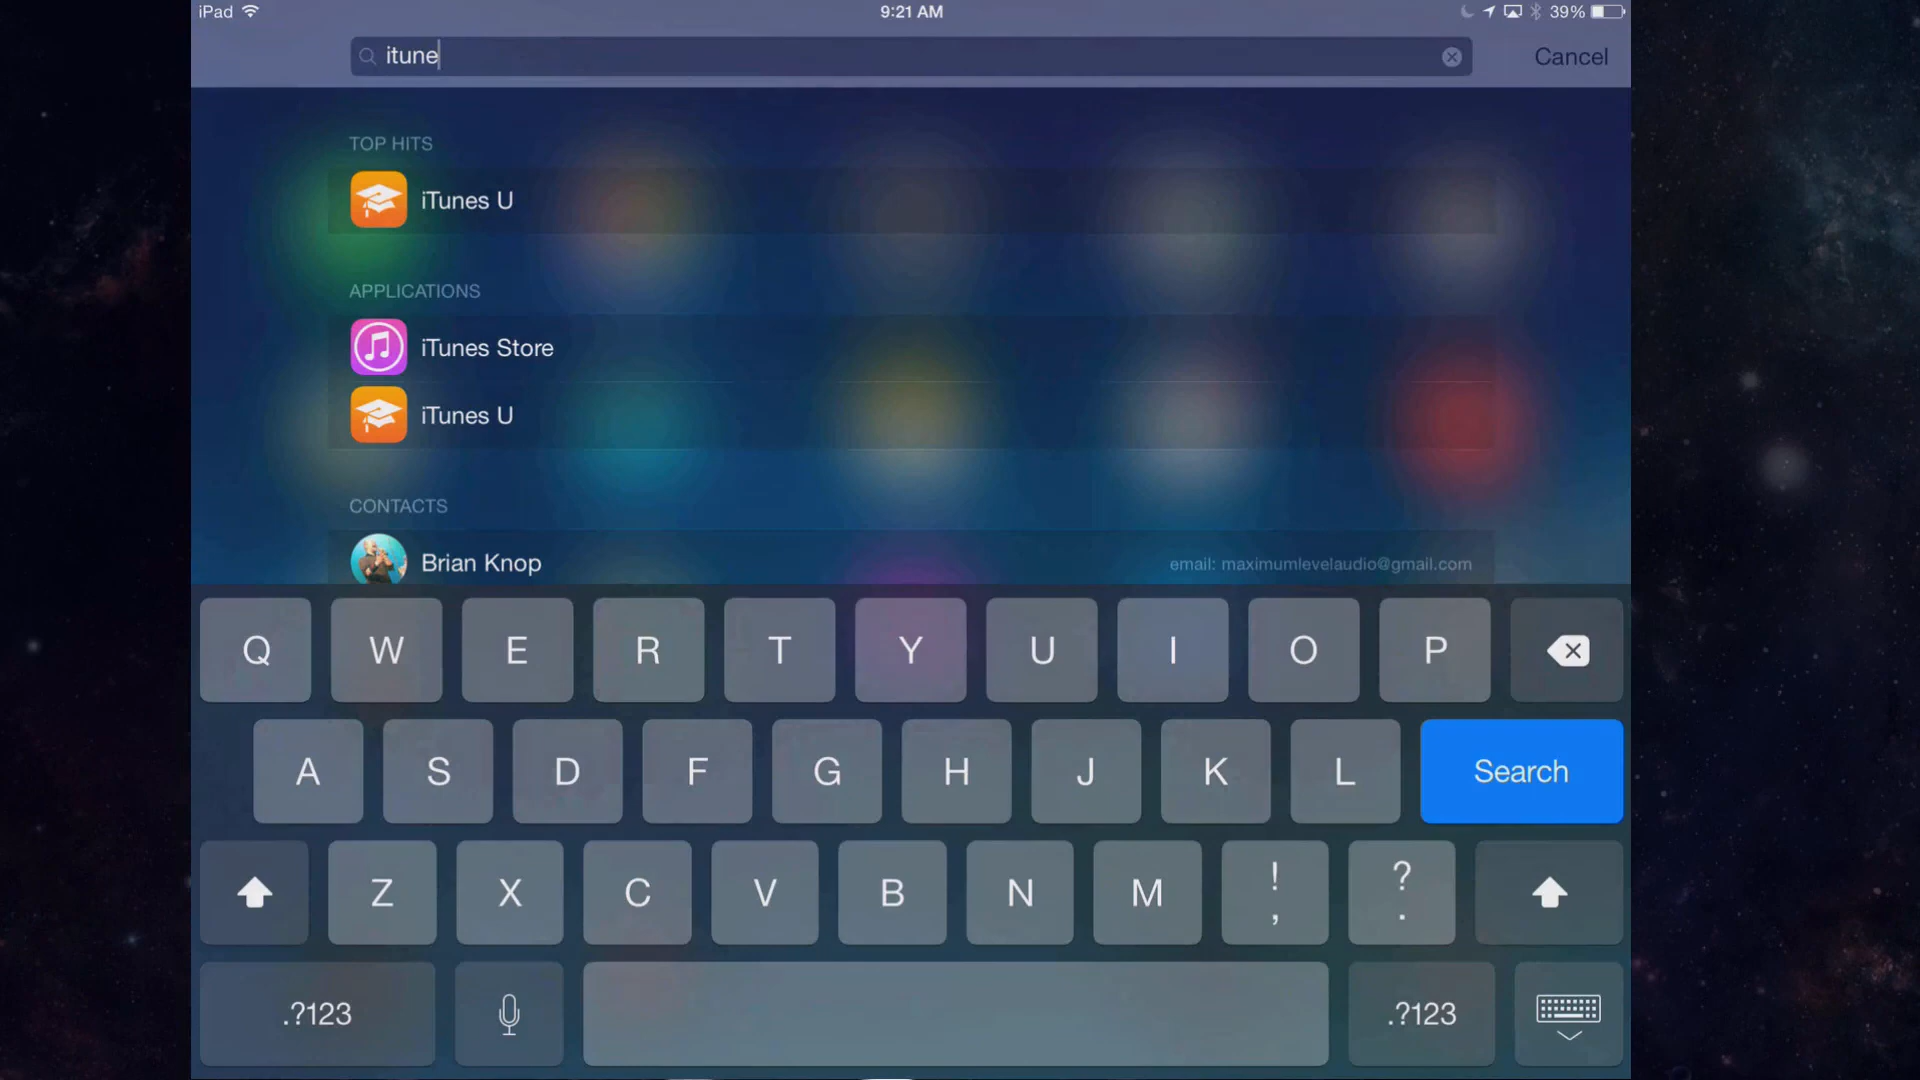 iPad 9:21 AM 39%
itune Cancel
TOP HITS
iTunes U
APPLICATIONS
iTunes Store
iTunes U
CONTACTS
Brian Knop email: maximumlevelaudio@gmail.com
Q W E R T Y U I O P
A S D F G H J K L Search
Z X C V B N M ! , ? .
.?123 .?123